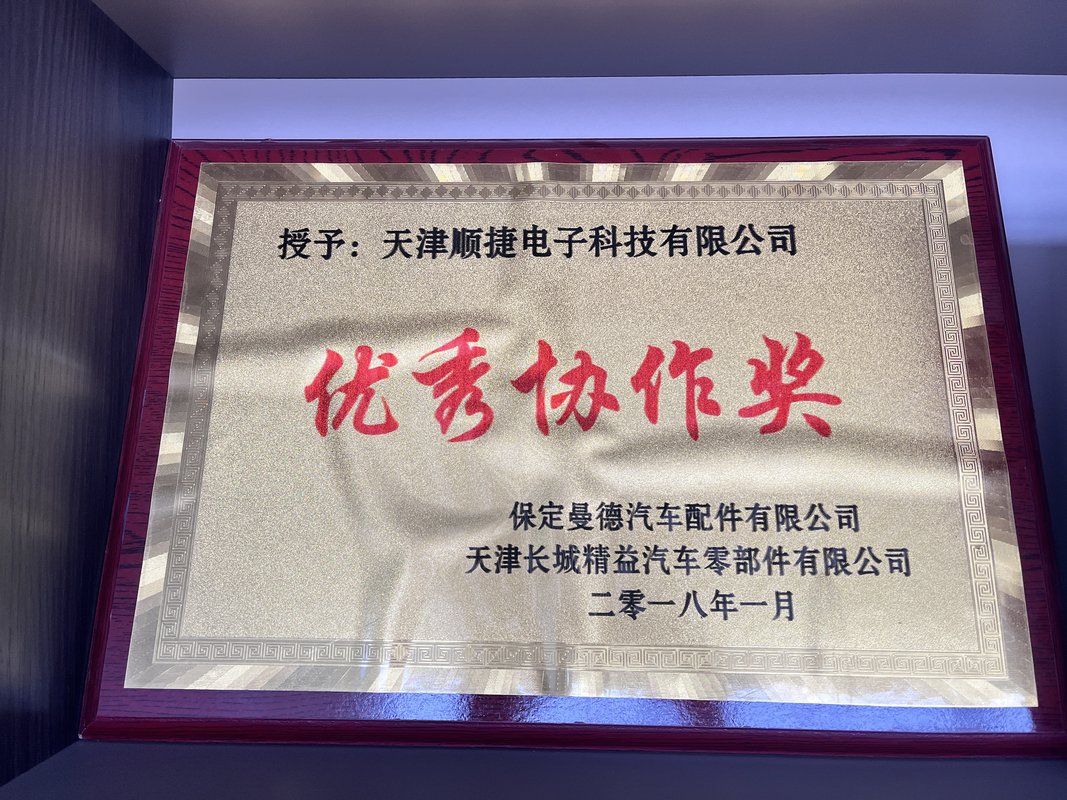 授予：天津顺捷电子科技有限公司
优秀协作奖
保定曼德汽车配件有限公司
天津长城精益汽车零部件有限公司
二零一八年一月